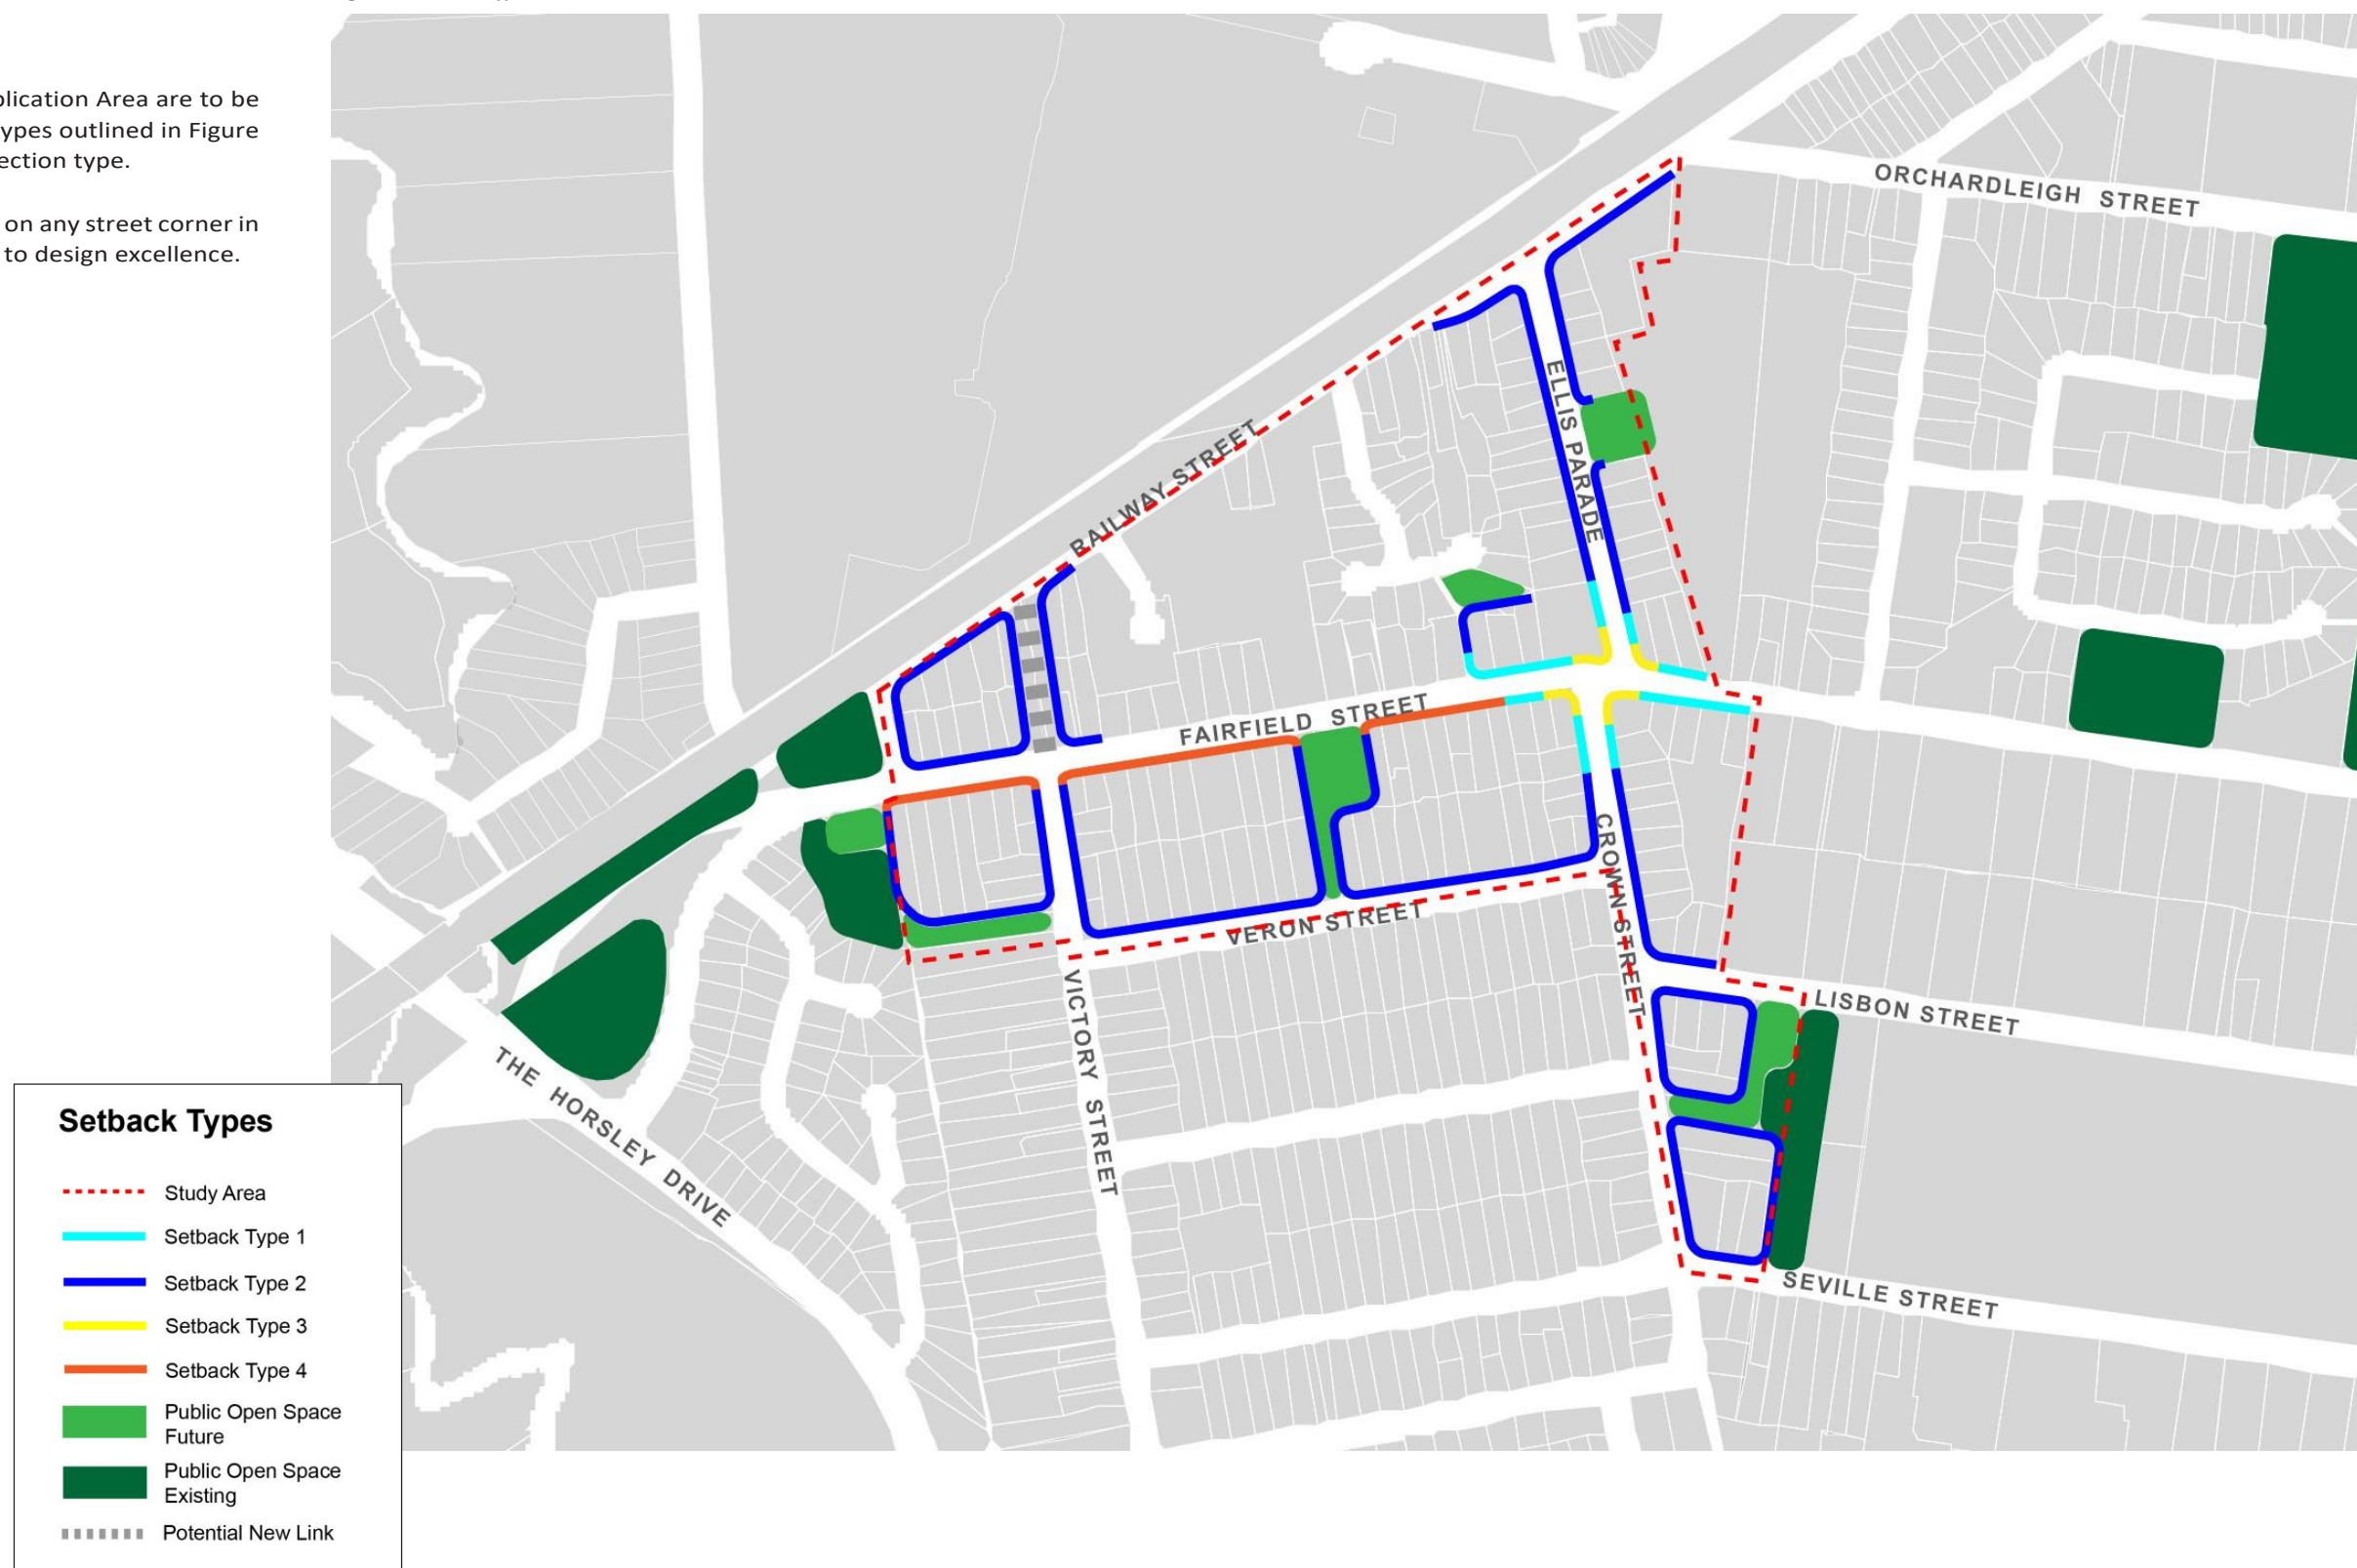 plication Area are to be
ypes outlined in Figure
ection type.
on any street corner in
to design excellence.
ORCHARDLEIGH STREET
ELLIS PARADE
RAILWAY STREET
FAIRFIELD STREET
CROWN STREET
VERON STREET
VICTORY STREET
LISBON STREET
THE HORSLEY DRIVE
SEVILLE STREET
Setback Types
Study Area
Setback Type 1
Setback Type 2
Setback Type 3
Setback Type 4
Public Open Space
Future
Public Open Space
Existing
Potential New Link